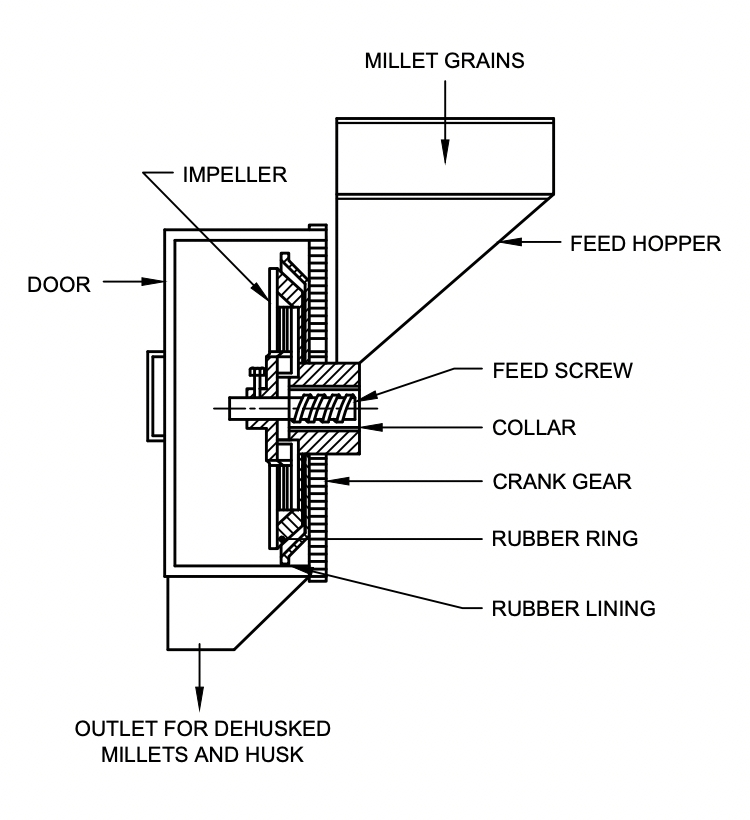 MILLET GRAINS
IMPELLER
FEED HOPPER
DOOR
FEED SCREW
COLLAR
CRANK GEAR
RUBBER RING
RUBBER LINING
OUTLET FOR DEHUSKED
MILLETS AND HUSK